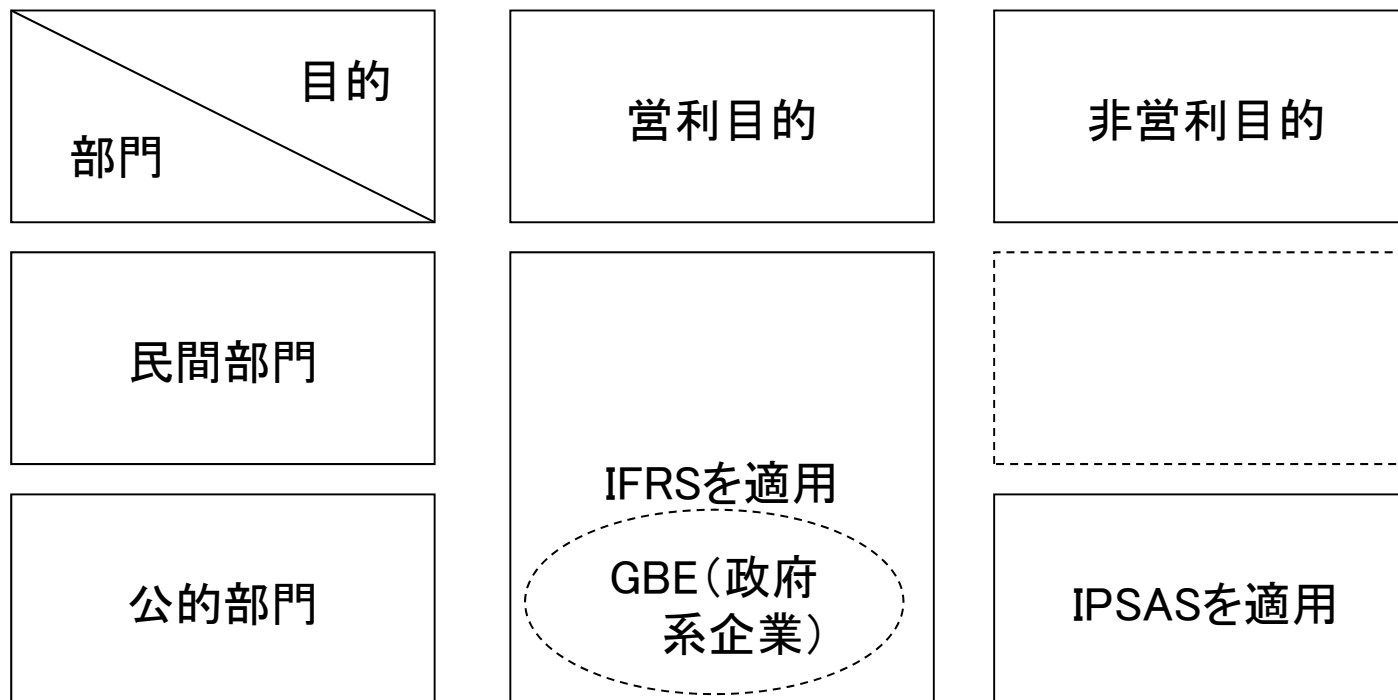 目的
部門
営利目的
非営利目的
民間部門
IFRSを適用
公的部門
GBE（政府
系企業）
IPSASを適用